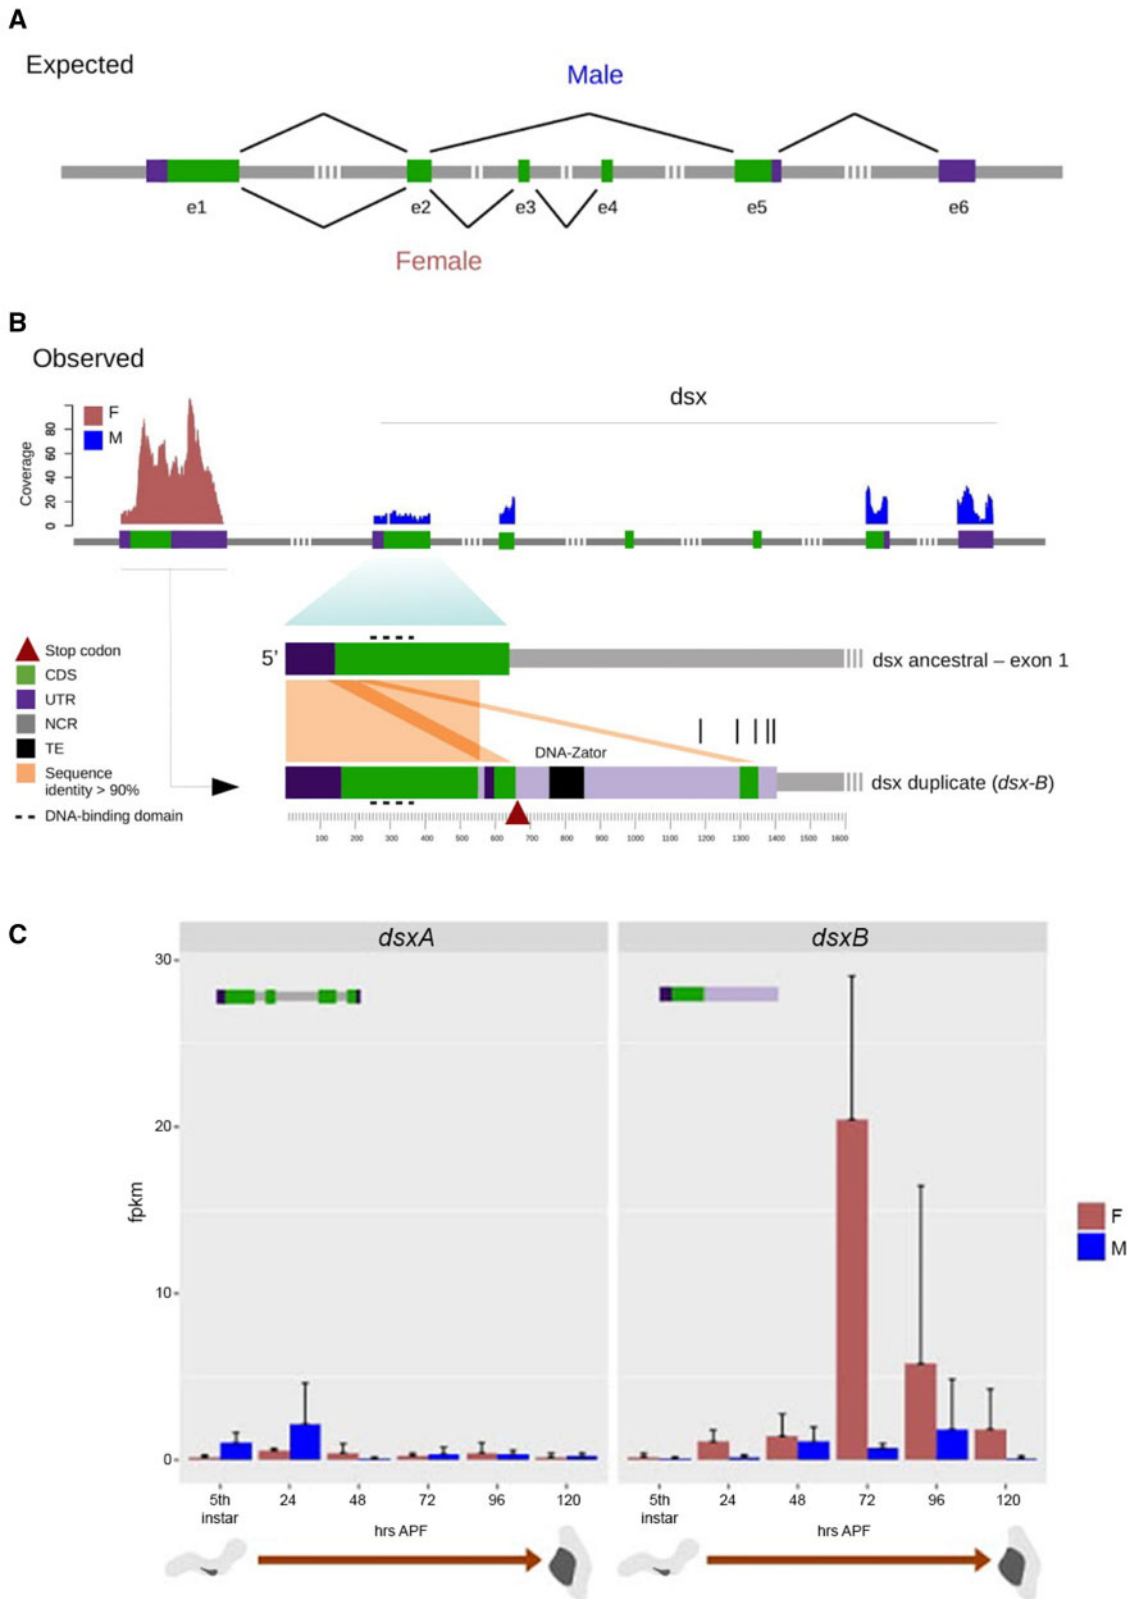 A
Expected
Male
e1
e2
e3
e4
e5
e6
Female
B
Observed
dsx
F
M
Coverage
0
20
40
60
80
Stop codon
CDS
UTR
NCR
TE
Sequence
identity > 90%
DNA-binding domain
5'
dsx ancestral – exon 1
DNA-Zator
dsx duplicate (dsx-B)
100 200 300 400 500 600 700 800 900 1000 1100 1200 1300 1400 1500 1600
C
dsxA
dsxB
30
20
10
0
fpkm
F
M
5th
instar
24
48
72
96
120
hrs APF
5th
instar
24
48
72
96
120
hrs APF